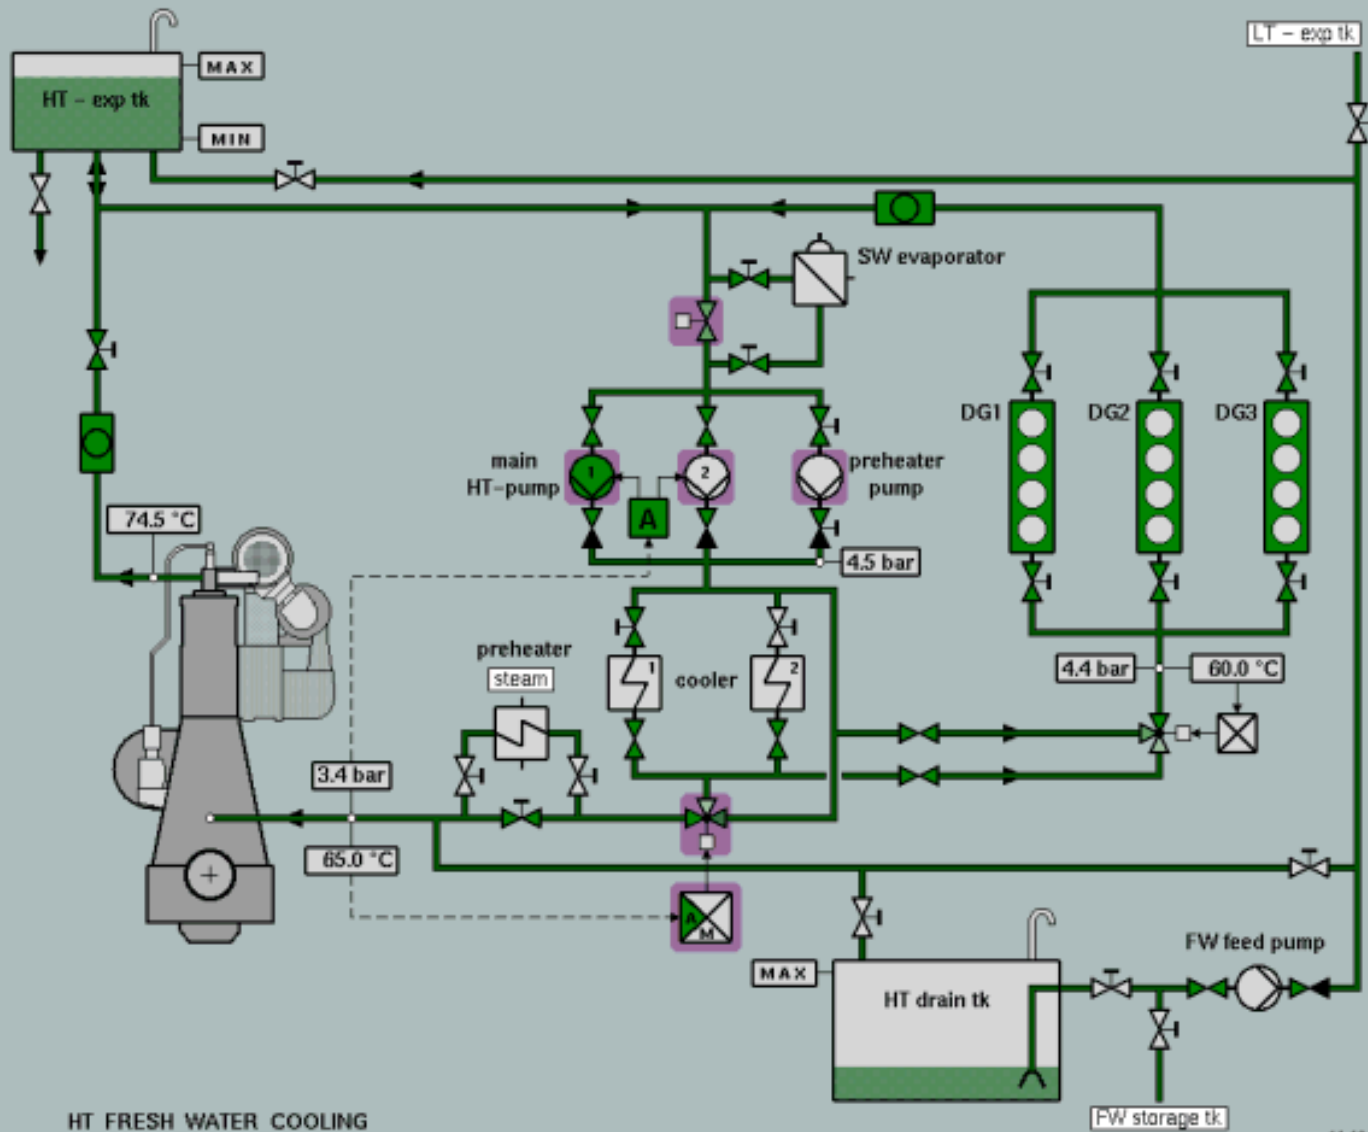 LT - exp tk
MAX
HT - exp tk
MIN
SW evaporator
DG1
DG2
DG3
main
HT-pump
1
2
preheater
pump
A
74.5 °C
4.5 bar
preheater
steam
1
cooler
2
4.4 bar
60.0 °C
3.4 bar
65.0 °C
A
M
FW feed pump
MAX
HT drain tk
FW storage tk
HT FRESH WATER COOLING